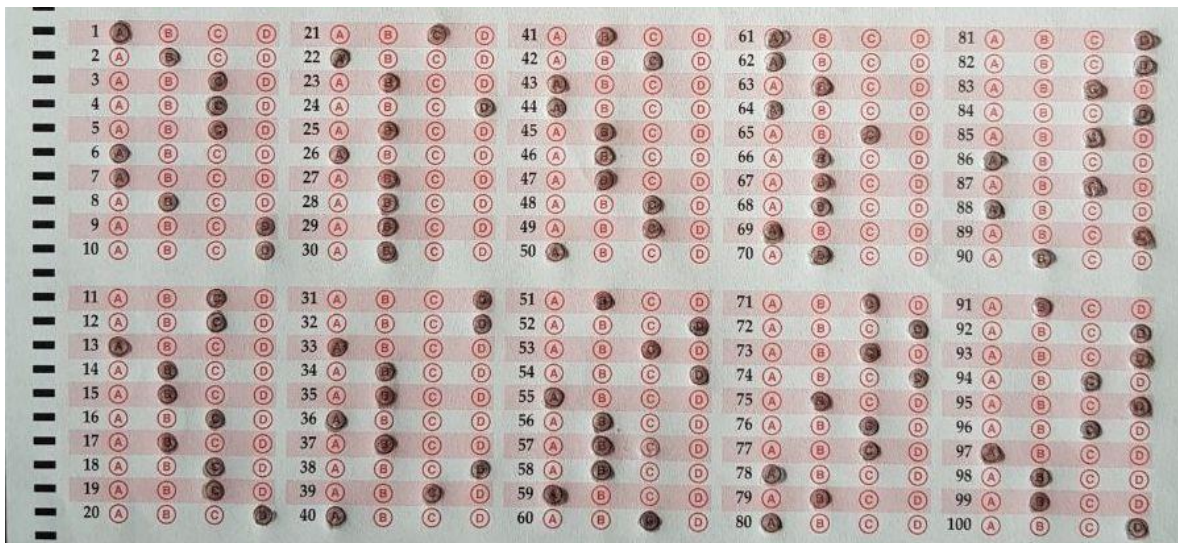 1 A B C D 21 A B C D 41 A B C D 61 A B C D 81 A B C D
2 A B C D 22 A B C D 42 A B C D 62 A B C D 82 A B C D
3 A B C D 23 A B C D 43 A B C D 63 A B C D 83 A B C D
4 A B C D 24 A B C D 44 A B C D 64 A B C D 84 A B C D
5 A B C D 25 A B C D 45 A B C D 65 A B C D 85 A B C D
6 A B C D 26 A B C D 46 A B C D 66 A B C D 86 A B C D
7 A B C D 27 A B C D 47 A B C D 67 A B C D 87 A B C D
8 A B C D 28 A B C D 48 A B C D 68 A B C D 88 A B C D
9 A B C D 29 A B C D 49 A B C D 69 A B C D 89 A B C D
10 A B C D 30 A B C D 50 A B C D 70 A B C D 90 A B C D
11 A B C D 31 A B C D 51 A B C D 71 A B C D 91 A B C D
12 A B C D 32 A B C D 52 A B C D 72 A B C D 92 A B C D
13 A B C D 33 A B C D 53 A B C D 73 A B C D 93 A B C D
14 A B C D 34 A B C D 54 A B C D 74 A B C D 94 A B C D
15 A B C D 35 A B C D 55 A B C D 75 A B C D 95 A B C D
16 A B C D 36 A B C D 56 A B C D 76 A B C D 96 A B C D
17 A B C D 37 A B C D 57 A B C D 77 A B C D 97 A B C D
18 A B C D 38 A B C D 58 A B C D 78 A B C D 98 A B C D
19 A B C D 39 A B C D 59 A B C D 79 A B C D 99 A B C D
20 A B C D 40 A B C D 60 A B C D 80 A B C D 100 A B C D